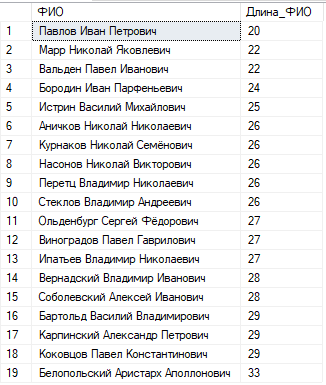 ФИО Длина_ФИО
1 Павлов Иван Петрович 20
2 Марр Николай Яковлевич 22
3 Вальден Павел Иванович 22
4 Бородин Иван Парфеньевич 24
5 Истрин Василий Михайлович 25
6 Аничков Николай Николаевич 26
7 Курнаков Николай Семёнович 26
8 Насонов Николай Викторович 26
9 Перетц Владимир Николаевич 26
10 Стеклов Владимир Андреевич 26
11 Ольденбург Сергей Фёдорович 27
12 Виноградов Павел Гаврилович 27
13 Ипатьев Владимир Николаевич 27
14 Вернадский Владимир Иванович 28
15 Соболевский Алексей Иванович 28
16 Бартольд Василий Владимирович 29
17 Карпинский Александр Петрович 29
18 Коковцов Павел Константинович 29
19 Белопольский Аристарх Аполлонович 33